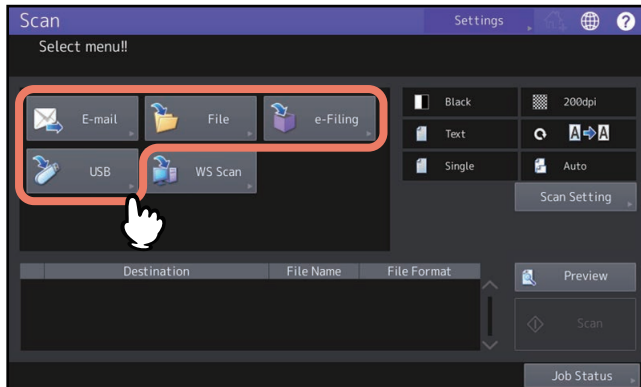 Scan Settings
Select menu!!
E-mail File e-Filing
USB WS Scan
Black 200dpi
Text A A
Single Auto
Scan Setting
Destination File Name File Format
Preview
Scan
Job Status